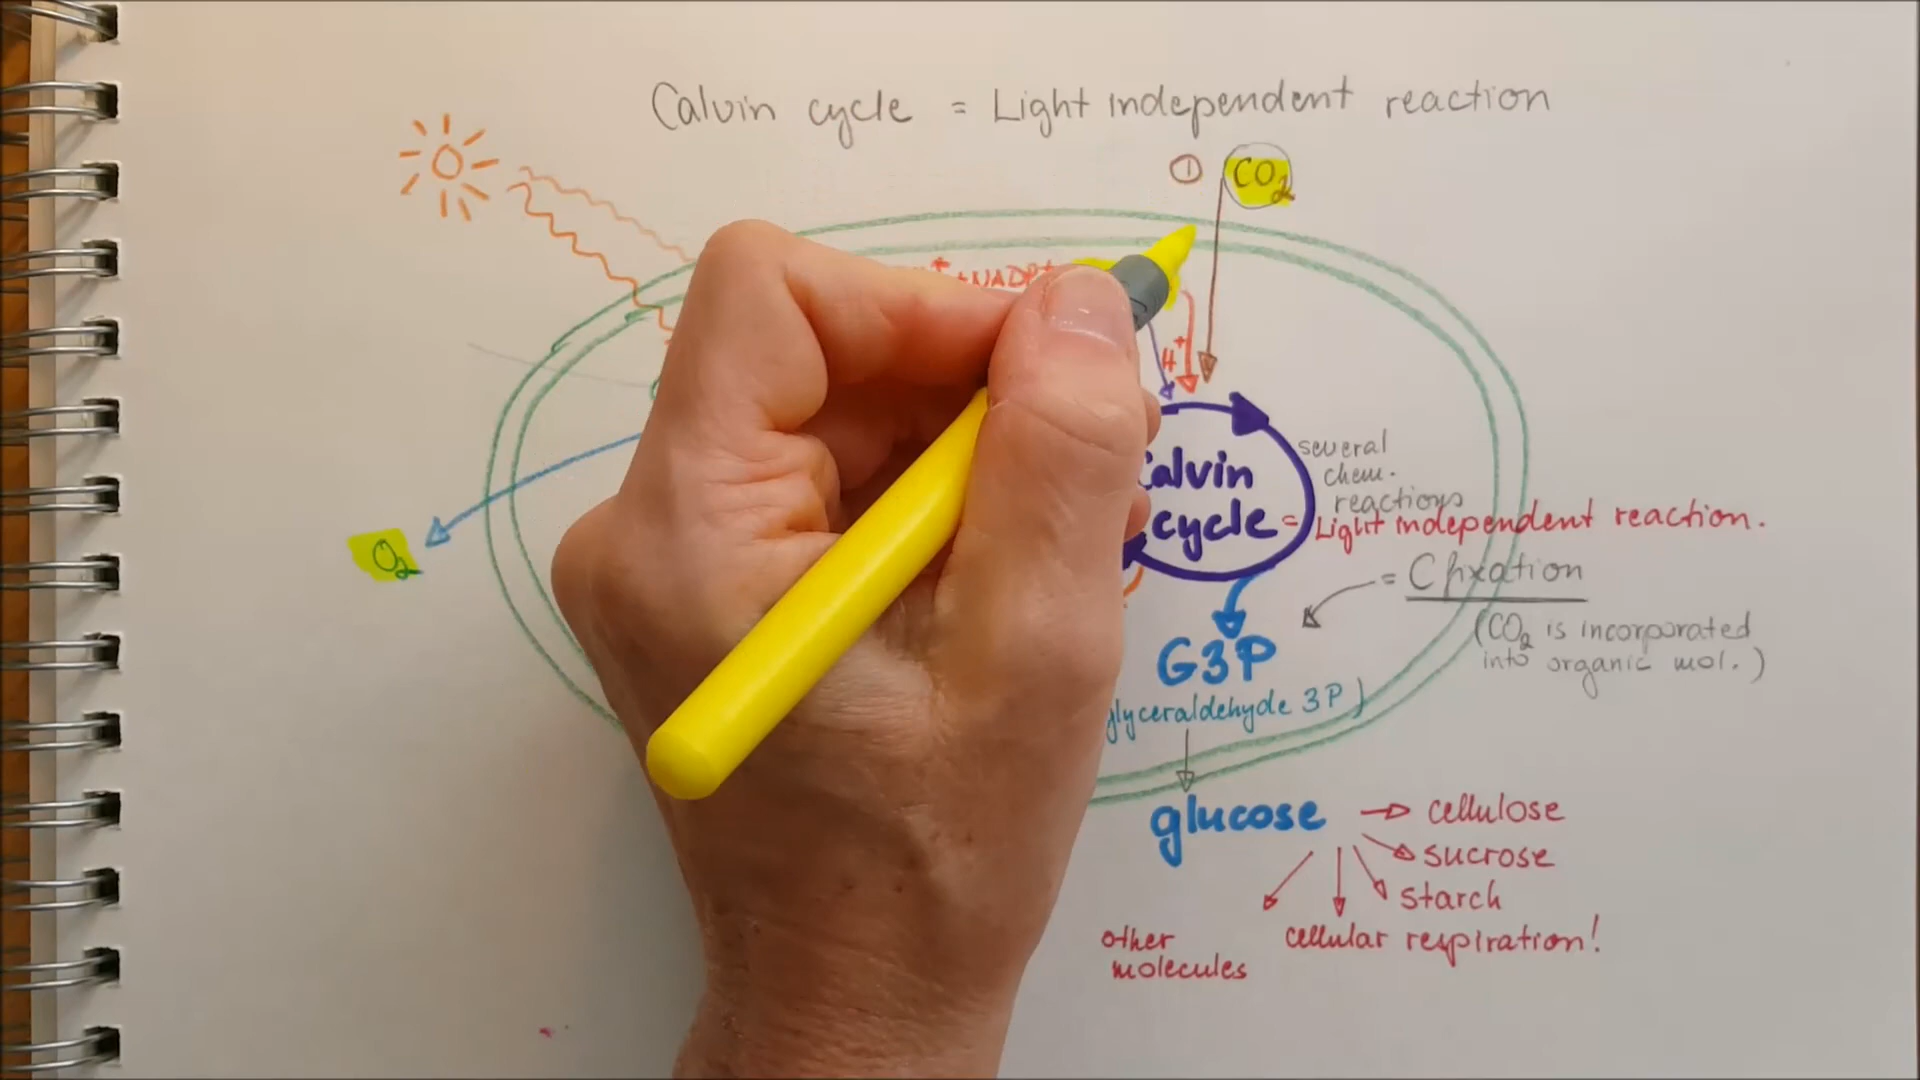 Calvin cycle = Light independent reaction
① CO₂
+ +NADP+
H+
Calvin
cycle
several
chem.
reactions
= Light independent reaction.
= C fixation
(CO₂ is incorporated
into organic mol.)
O₂
G3P
glyceraldehyde 3P)
glucose → cellulose
sucrose
starch
cellular respiration!
other
molecules